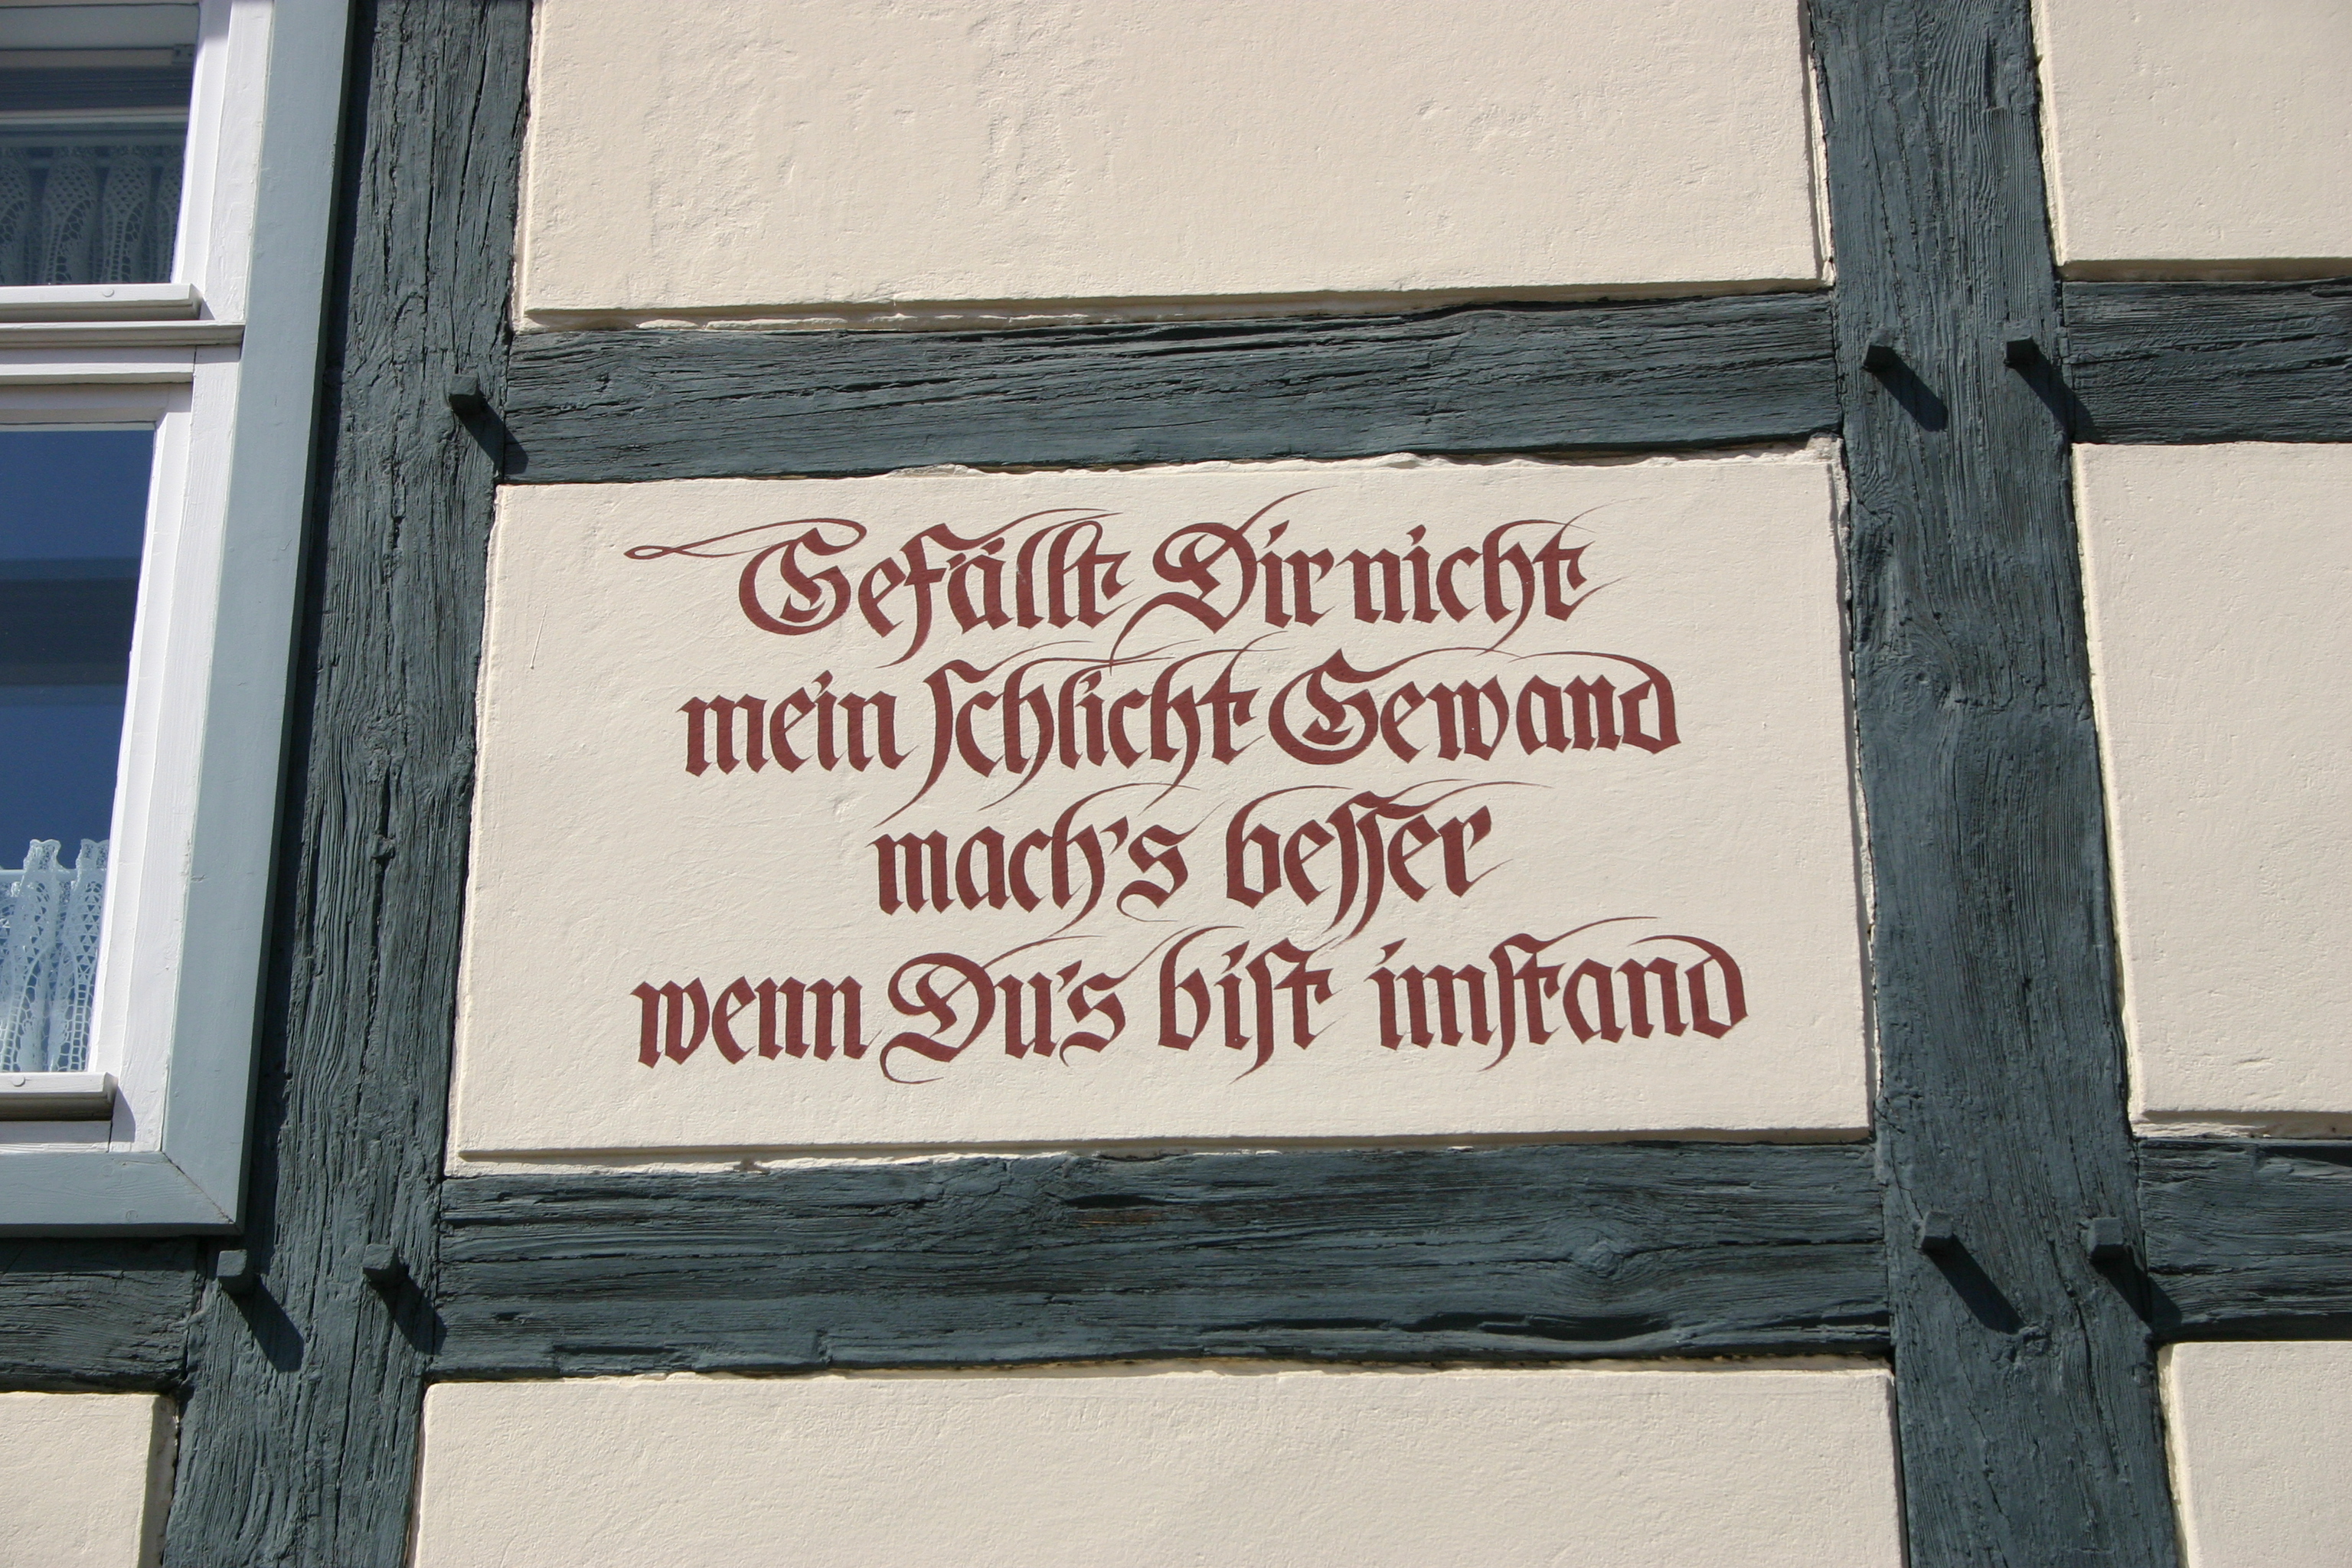 Gefällt Dir nicht
mein ſchlicht Gewand
mach's beſſer
wenn Du's biſt imſtand